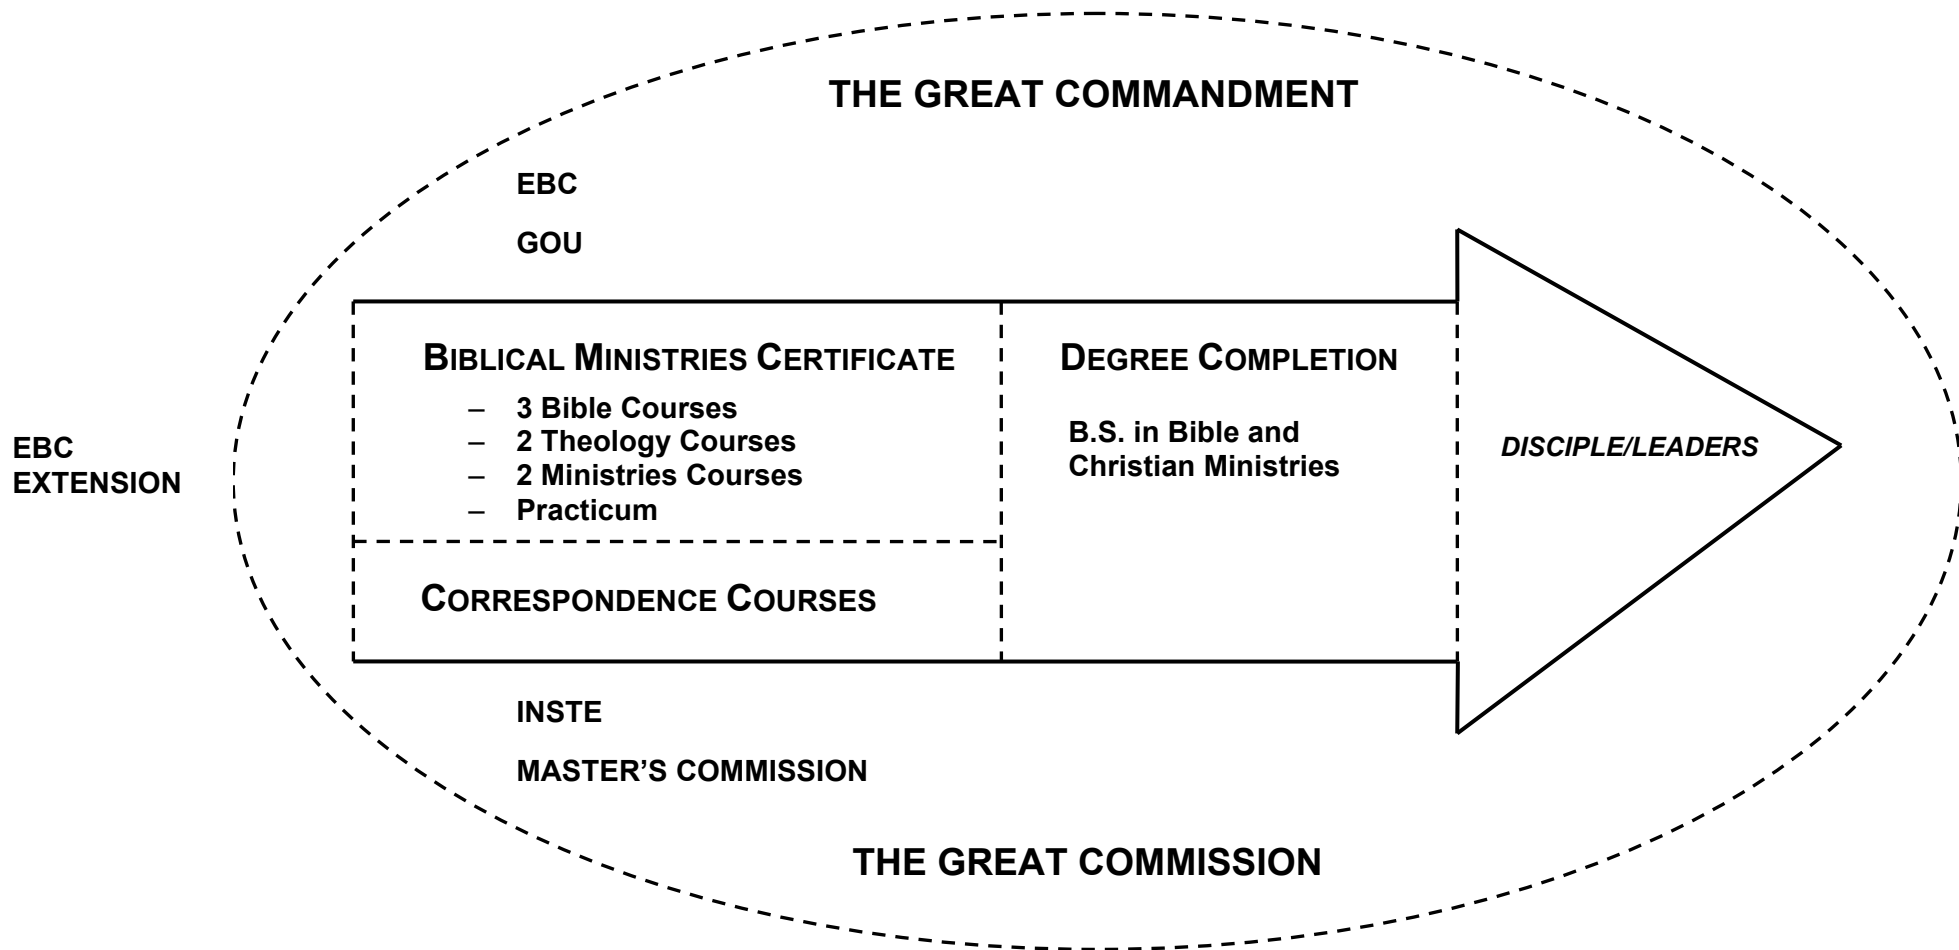 THE GREAT COMMANDMENT
EBC
GOU
BIBLICAL MINISTRIES CERTIFICATE
– 3 Bible Courses
– 2 Theology Courses
– 2 Ministries Courses
– Practicum
CORRESPONDENCE COURSES
DEGREE COMPLETION
B.S. in Bible and
Christian Ministries
DISCIPLE/LEADERS
EBC
EXTENSION
INSTE
MASTER’S COMMISSION
THE GREAT COMMISSION